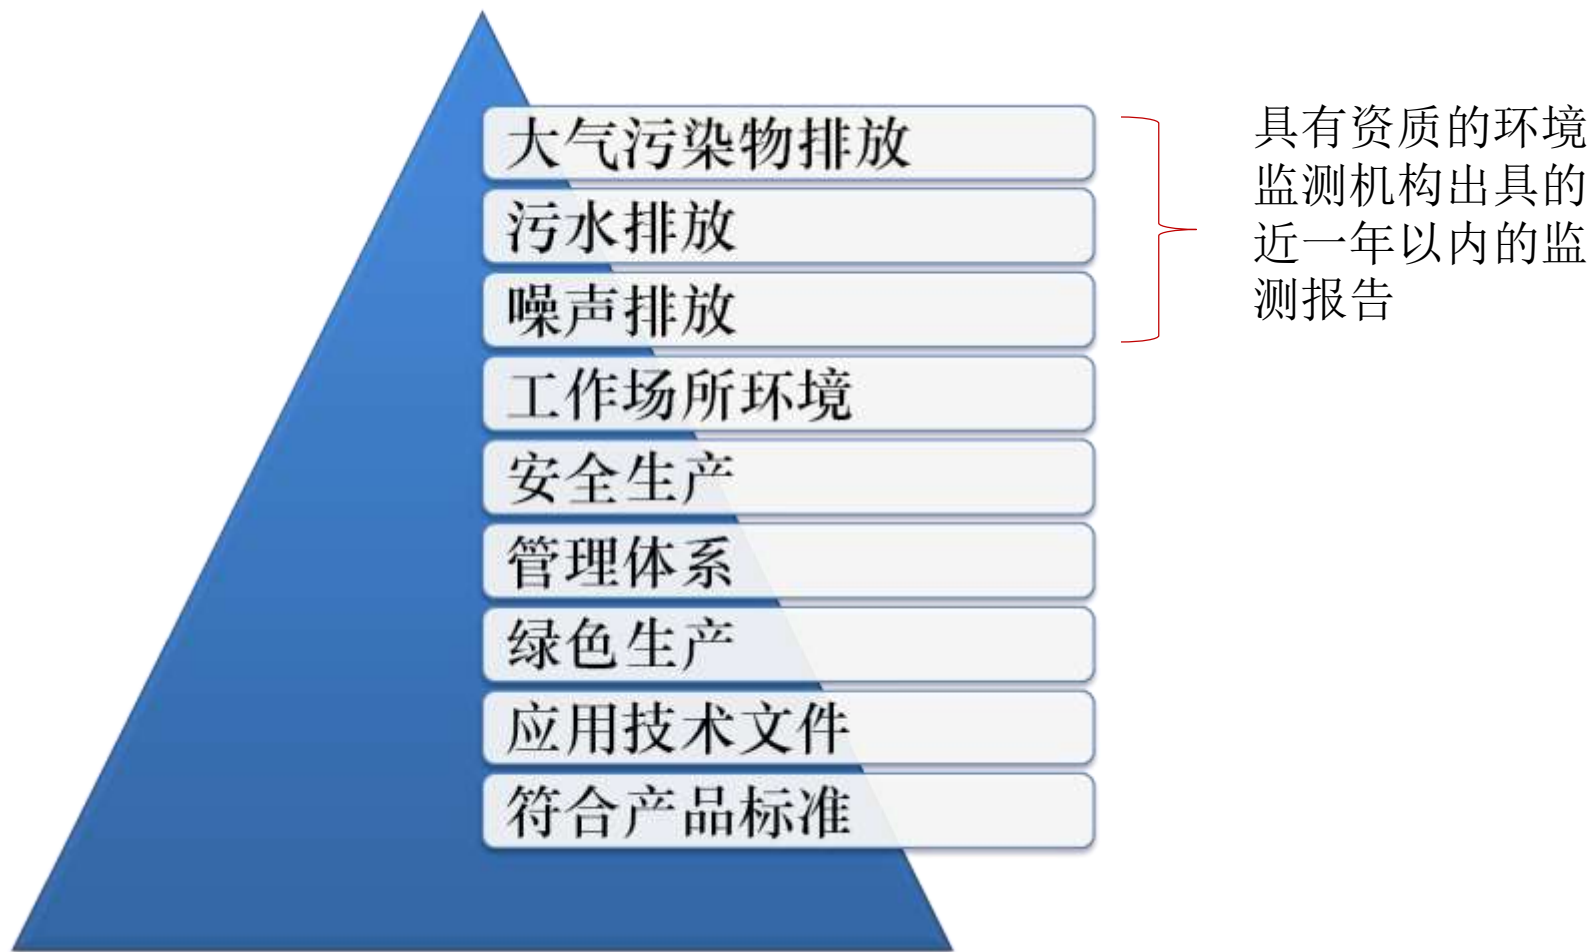 大气污染物排放
污水排放
噪声排放
工作场所环境
安全生产
管理体系
绿色生产
应用技术文件
符合产品标准
具有资质的环境
监测机构出具的
近一年以内的监
测报告